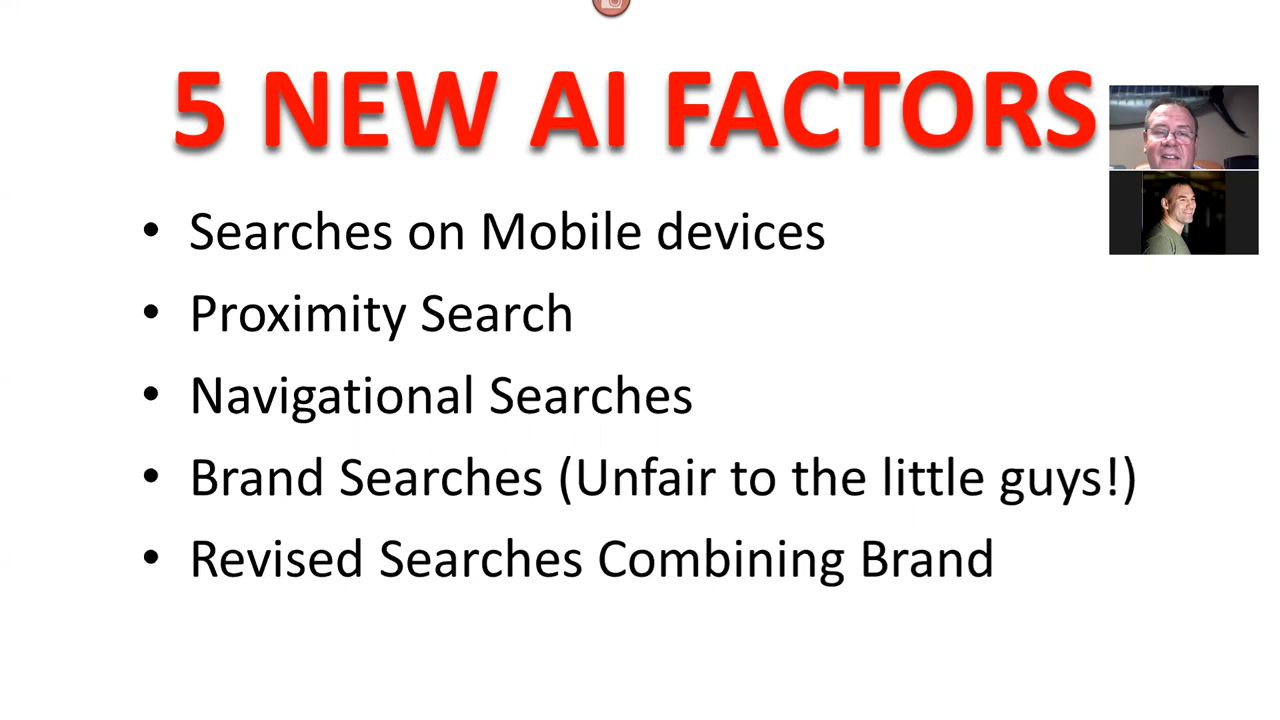 5 NEW AI FACTORS
• Searches on Mobile devices
• Proximity Search
• Navigational Searches
• Brand Searches (Unfair to the little guys!)
• Revised Searches Combining Brand